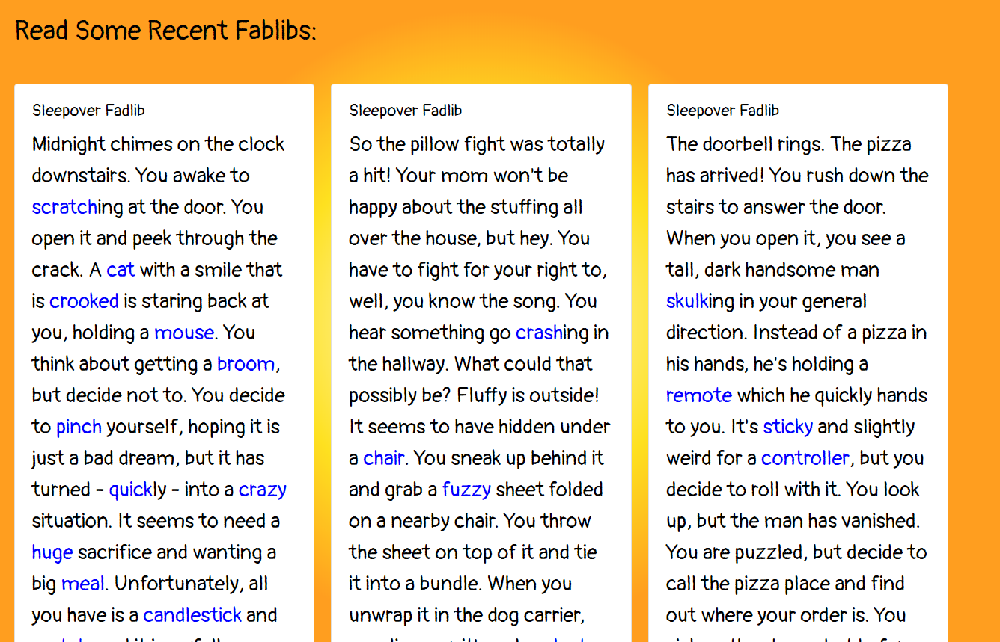 Read Some Recent Fablibs:
Sleepover Fadlib
Midnight chimes on the clock
downstairs. You awake to
scratching at the door. You
open it and peek through the
crack. A cat with a smile that
is crooked is staring back at
you, holding a mouse. You
think about getting a broom,
but decide not to. You decide
to pinch yourself, hoping it is
just a bad dream, but it has
turned - quickly - into a crazy
situation. It seems to need a
huge sacrifice and wanting a
big meal. Unfortunately, all
you have is a candlestick and
Sleepover Fadlib
So the pillow fight was totally
a hit! Your mom won't be
happy about the stuffing all
over the house, but hey. You
have to fight for your right to,
well, you know the song. You
hear something go crashing in
the hallway. What could that
possibly be? Fluffy is outside!
It seems to have hidden under
a chair. You sneak up behind it
and grab a fuzzy sheet folded
on a nearby chair. You throw
the sheet on top of it and tie
it into a bundle. When you
unwrap it in the dog carrier,
Sleepover Fadlib
The doorbell rings. The pizza
has arrived! You rush down the
stairs to answer the door.
When you open it, you see a
tall, dark handsome man
skulking in your general
direction. Instead of a pizza in
his hands, he's holding a
remote which he quickly hands
to you. It's sticky and slightly
weird for a controller, but you
decide to roll with it. You look
up, but the man has vanished.
You are puzzled, but decide to
call the pizza place and find
out where your order is. You